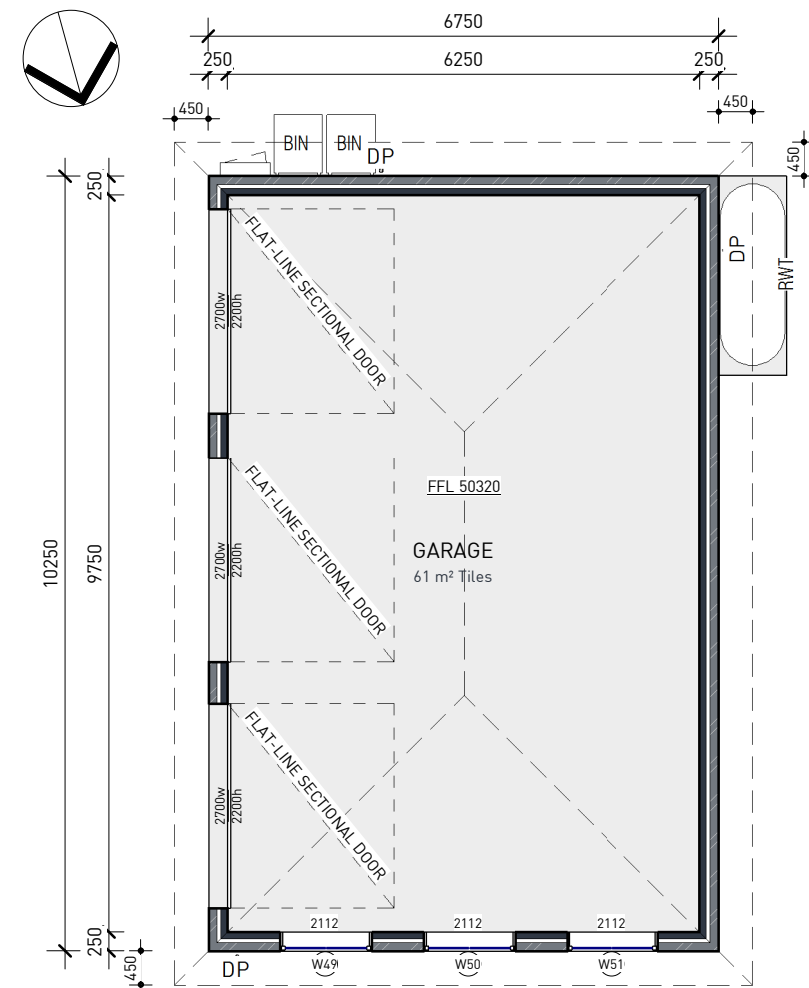 6750
250
6250
250
450
450
BIN
BIN
DP
450
250
FLAT-LINE SECTIONAL DOOR
DP
RWT
2700w
2200h
FLAT-LINE SECTIONAL DOOR
FFL 50320
GARAGE
61 m² Tiles
2700w
2200h
10250
9750
FLAT-LINE SECTIONAL DOOR
2700w
2200h
2112
2112
2112
250
450
DP
W49
W50
W51